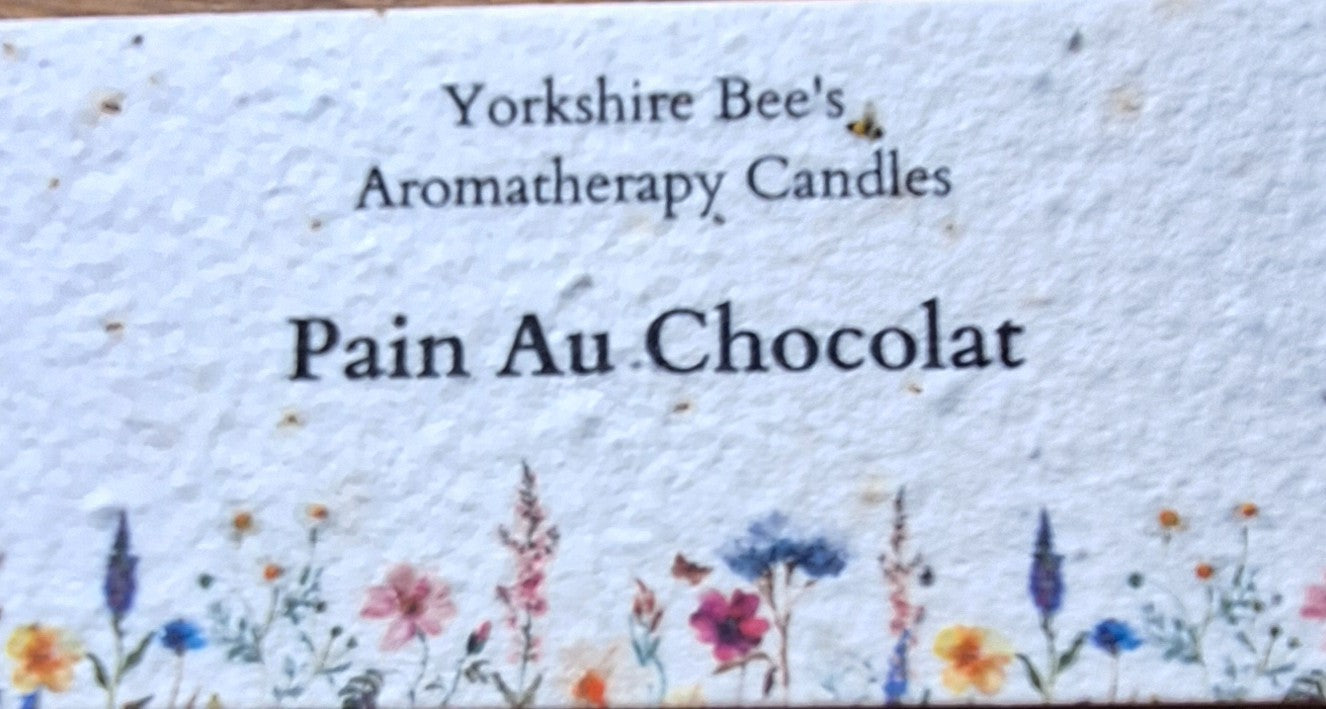 Yorkshire Bee's
Aromatherapy Candles
Pain Au Chocolat